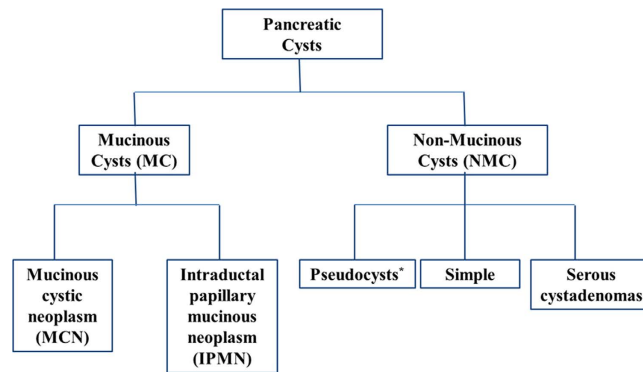 Pancreatic
Cysts
Mucinous
Cysts (MC)
Non-Mucinous
Cysts (NMC)
Mucinous
cystic
neoplasm
(MCN)
Intraductal
papillary
mucinous
neoplasm
(IPMN)
Pseudocysts*
Simple
Serous
cystadenomas